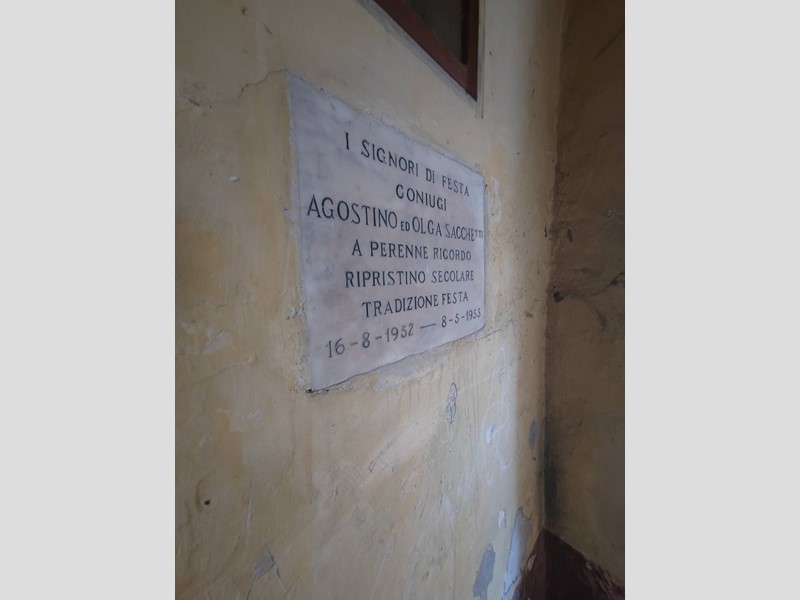 I SIGNORI DI FESTA
CONIUGI
AGOSTINO ED OLGA SACCHETTI
A PERENNE RICORDO
RIPRISTINO SECOLARE
TRADIZIONE FESTA
16-8-1952 — 8-5-1953